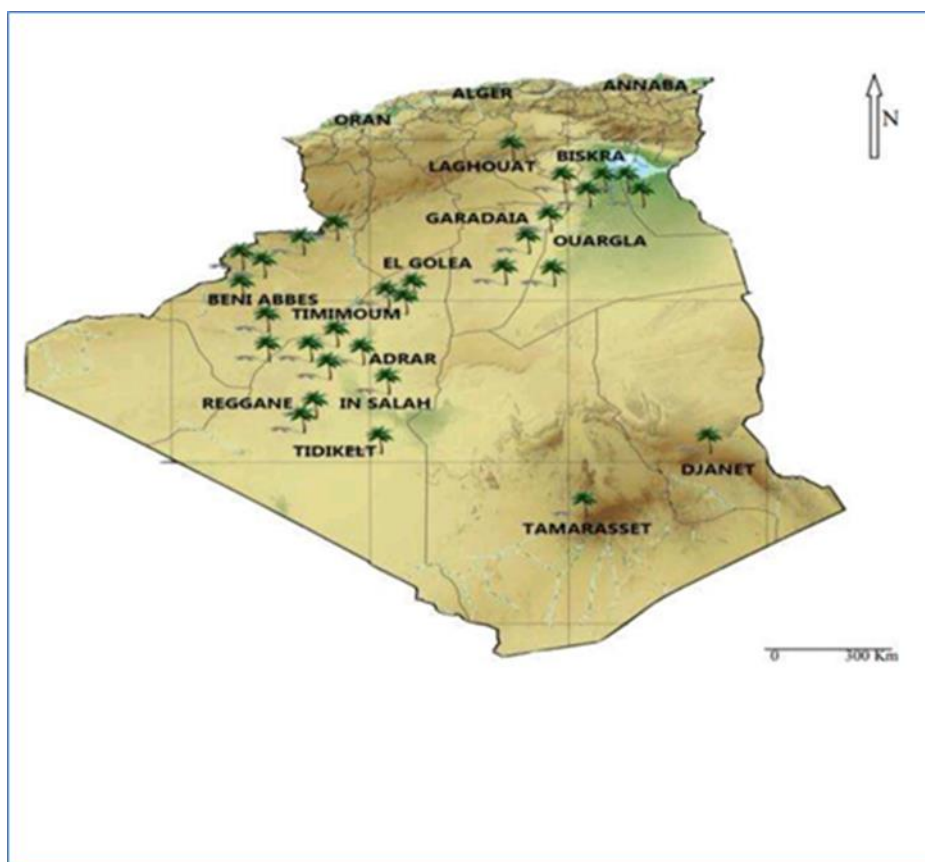 ANNABA
ALGER
ORAN
N
BISKRA
LAGHOUAT
GARADAIA
OUARGLA
EL GOLEA
BENI ABBES
TIMIMOUM
ADRAR
REGGANE
IN SALAH
TIDIKELT
DJANET
TAMARASSET
0 300 Km